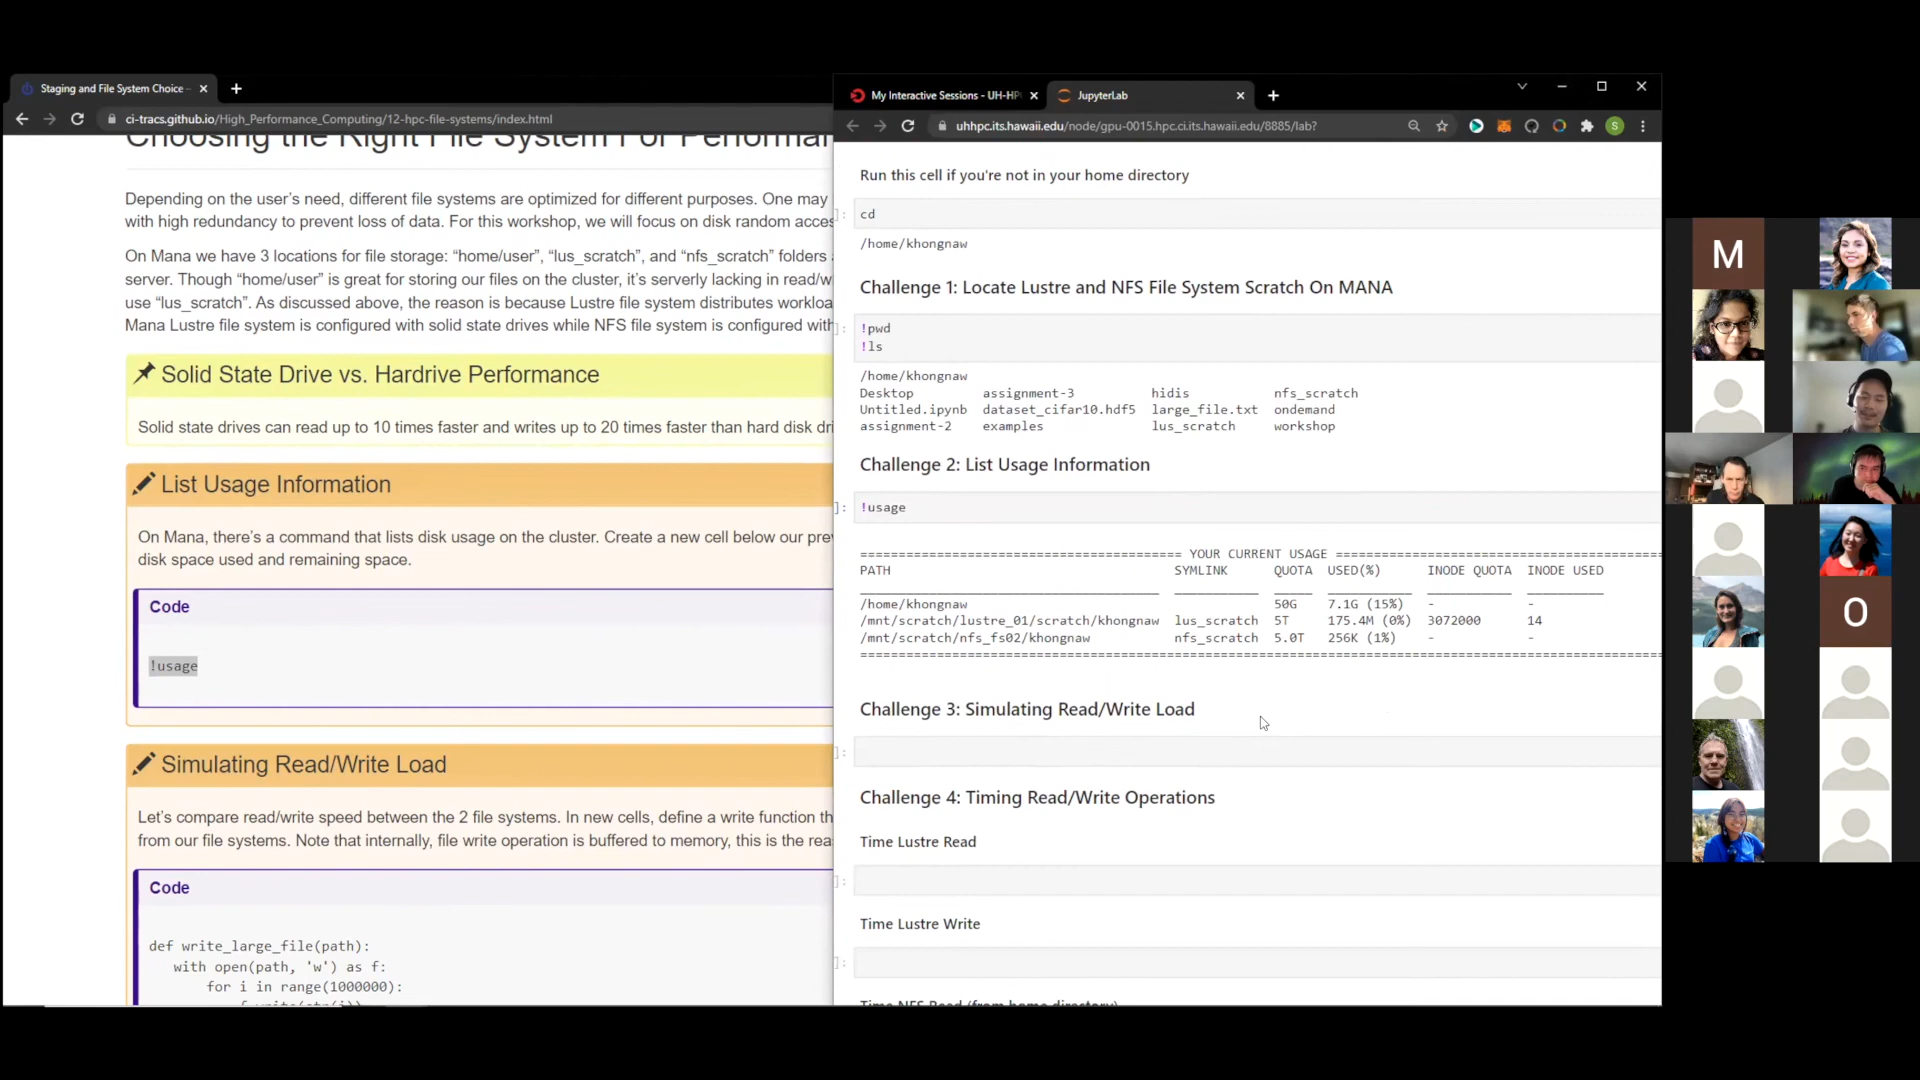 Staging and File System Choice
ci-tracs.github.io/High_Performance_Computing/12-hpc-file-systems/index.html
Choosing the Right File System For Performan
Depending on the user's need, different file systems are optimized for different purposes. One may
with high redundancy to prevent loss of data. For this workshop, we will focus on disk random acces
On Mana we have 3 locations for file storage: “home/user”, “lus_scratch”, and “nfs_scratch” folders
server. Though “home/user” is great for storing our files on the cluster, it's serverly lacking in read/w
use “lus_scratch”. As discussed above, the reason is because Lustre file system distributes workloa
Mana Lustre file system is configured with solid state drives while NFS file system is configured with
Solid State Drive vs. Hardrive Performance
Solid state drives can read up to 10 times faster and writes up to 20 times faster than hard disk dri
List Usage Information
On Mana, there's a command that lists disk usage on the cluster. Create a new cell below our prev
disk space used and remaining space.
Code
!usage
Simulating Read/Write Load
Let's compare read/write speed between the 2 file systems. In new cells, define a write function th
from our file systems. Note that internally, file write operation is buffered to memory, this is the rea
Code
def write_large_file(path):
with open(path, 'w') as f:
for i in range(1000000):
f.write(str(i))
My Interactive Sessions - UH-HP
JupyterLab
uhhpc.its.hawaii.edu/node/gpu-0015.hpc.ci.its.hawaii.edu/8885/lab?
S
Run this cell if you're not in your home directory
]: cd
/home/khongnaw
Challenge 1: Locate Lustre and NFS File System Scratch On MANA
]: !pwd
!ls
/home/khongnaw
Desktop assignment-3 hidis nfs_scratch
Untitled.ipynb dataset_cifar10.hdf5 large_file.txt ondemand
assignment-2 examples lus_scratch workshop
Challenge 2: List Usage Information
]: !usage
========================================== YOUR CURRENT USAGE ==========================================
PATH SYMLINK QUOTA USED(%) INODE QUOTA INODE USED
/home/khongnaw 50G 7.1G (15%) - -
/mnt/scratch/lustre_01/scratch/khongnaw lus_scratch 5T 175.4M (0%) 3072000 14
/mnt/scratch/nfs_fs02/khongnaw nfs_scratch 5.0T 256K (1%) - -
Challenge 3: Simulating Read/Write Load
]:
Challenge 4: Timing Read/Write Operations
Time Lustre Read
]:
Time Lustre Write
]:
Time NFS Read (from home directory)
M
O